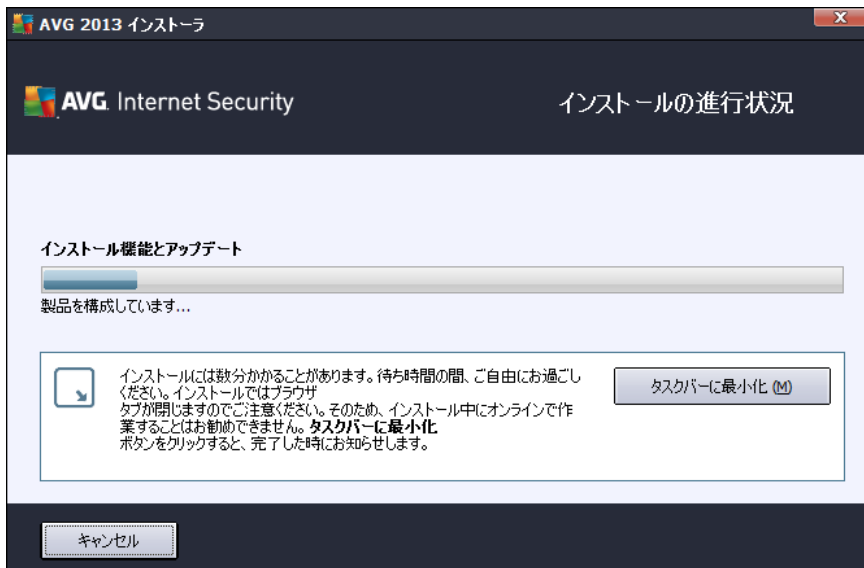 AVG 2013 インストーラ
AVG. Internet Security
インストールの進行状況
インストール機能とアップデート
製品を構成しています...
インストールには数分かかることがあります。待ち時間の間、ご自由にお過ごし
ください。インストールではブラウザ
タブが閉じますのでご注意ください。そのため、インストール中にオンラインで作
業することはお勧めできません。タスクバーに最小化
ボタンをクリックすると、完了した時にお知らせします。
タスクバーに最小化 (M)
キャンセル